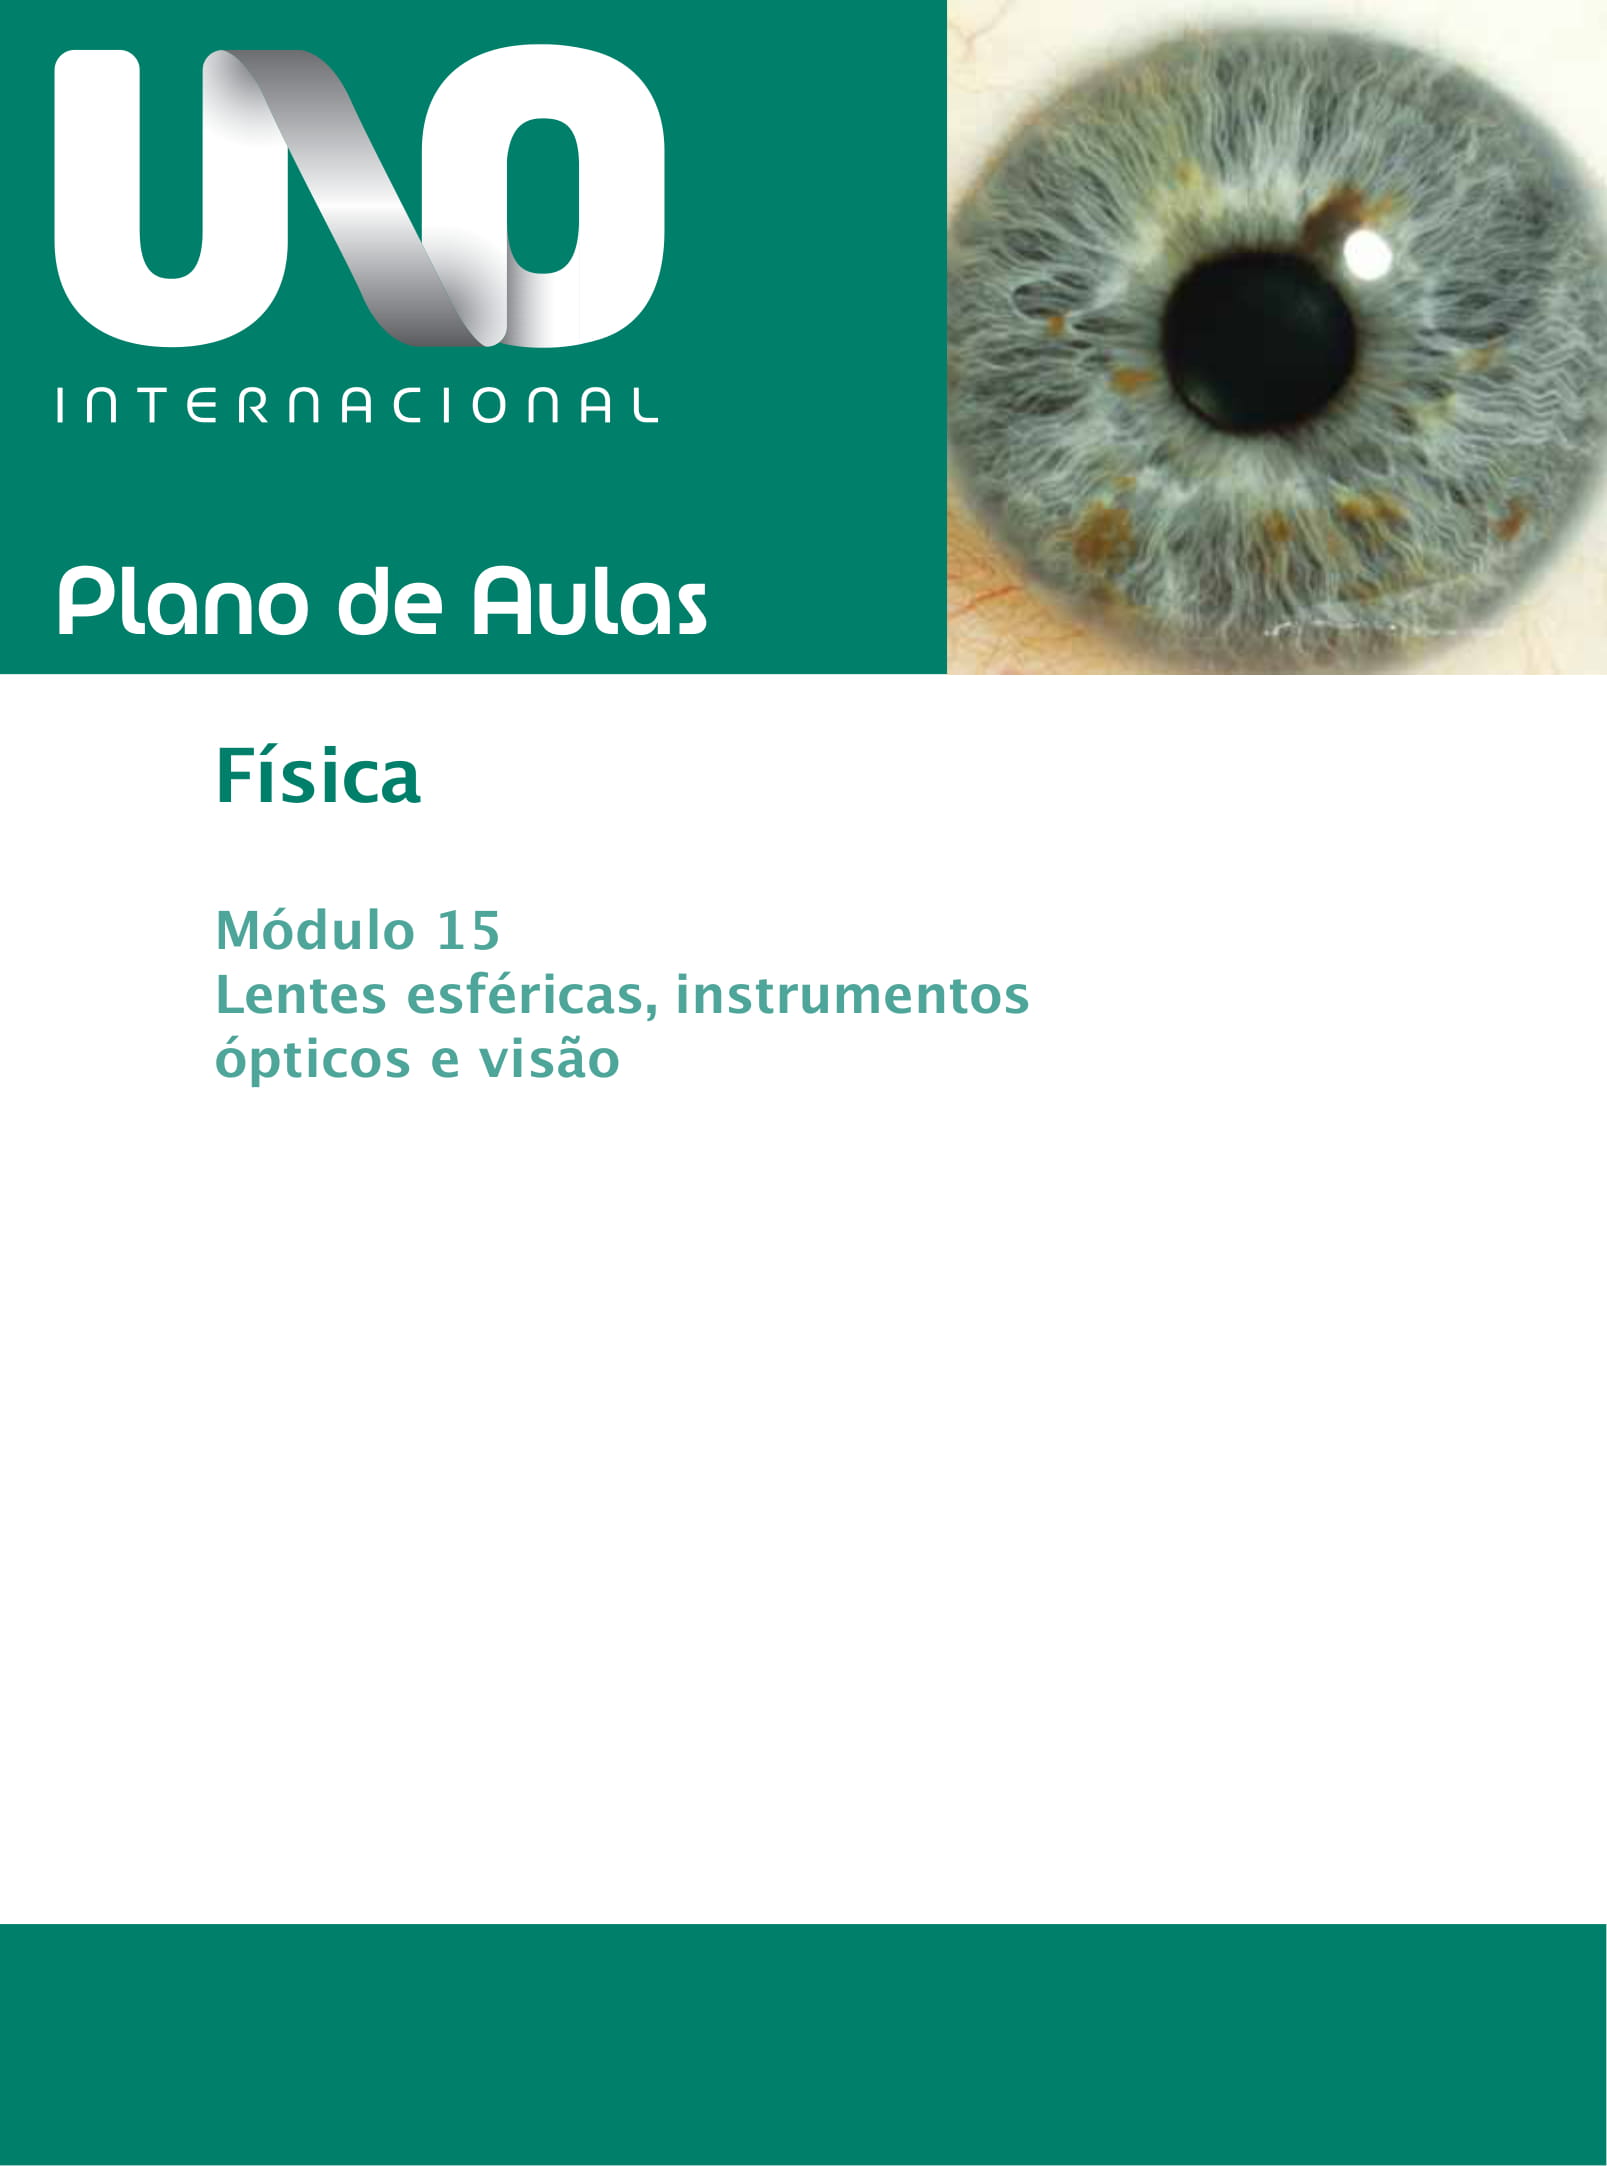 UNO
INTERNACIONAL
Plano de Aulas
Física
Módulo 15
Lentes esféricas, instrumentos
ópticos e visão